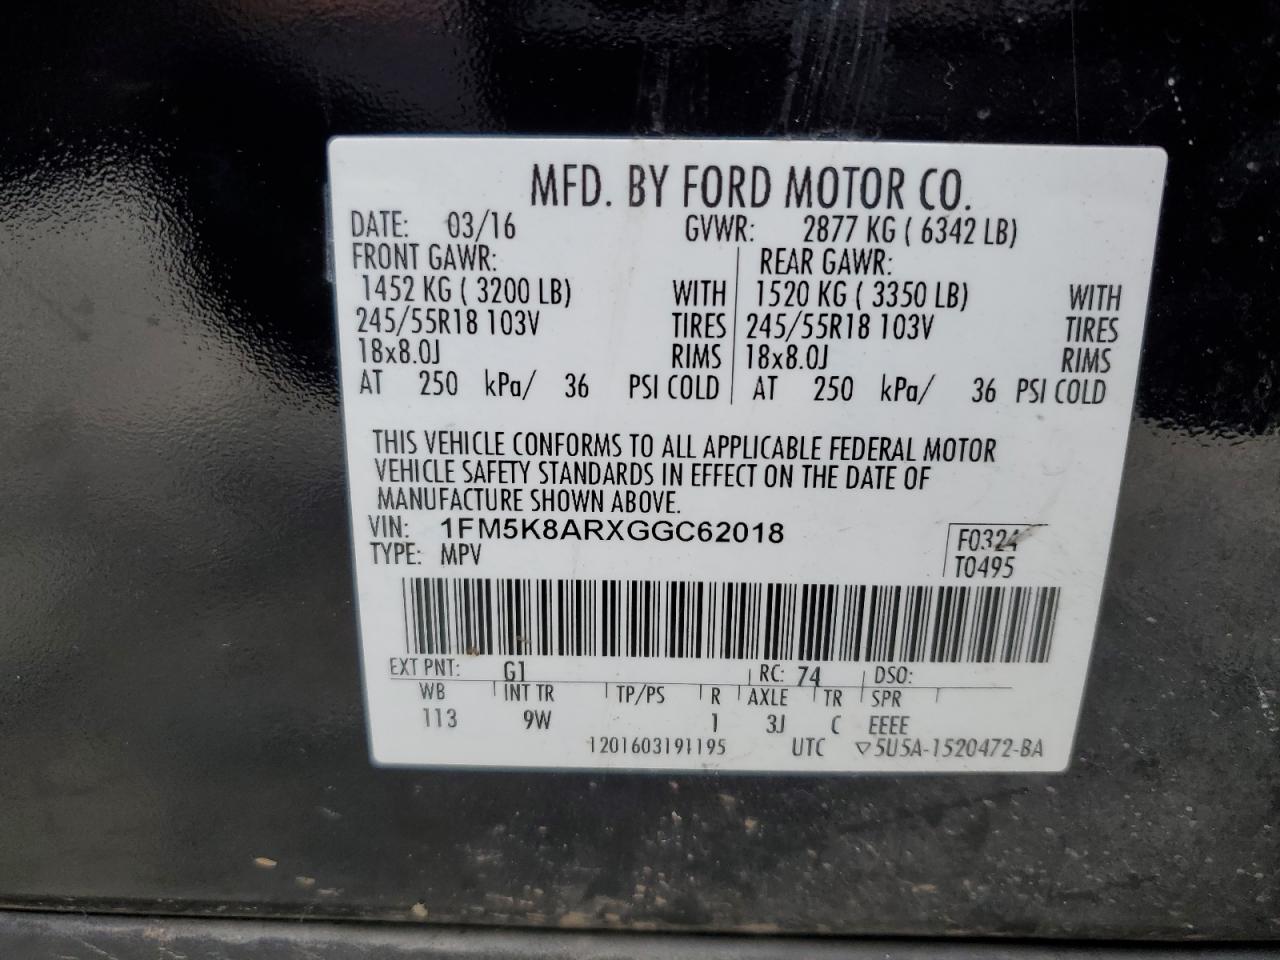 MFD. BY FORD MOTOR CO.
DATE: 03/16 GVWR: 2877 KG ( 6342 LB)
FRONT GAWR: REAR GAWR:
1452 KG ( 3200 LB) WITH 1520 KG ( 3350 LB) WITH
245/55R18 103V TIRES 245/55R18 103V TIRES
18x8.0J RIMS 18x8.0J RIMS
AT 250 kPa/ 36 PSI COLD AT 250 kPa/ 36 PSI COLD
THIS VEHICLE CONFORMS TO ALL APPLICABLE FEDERAL MOTOR
VEHICLE SAFETY STANDARDS IN EFFECT ON THE DATE OF
MANUFACTURE SHOWN ABOVE.
VIN: 1FM5K8ARXGGC62018 F0324
TYPE: MPV T0495
EXT PNT: G1 RC: 74 DSO:
WB INT TR TP/PS R AXLE TR SPR
113 9W 1 3J C EEEE
1201603191195 UTC ▽5U5A-1520472-BA